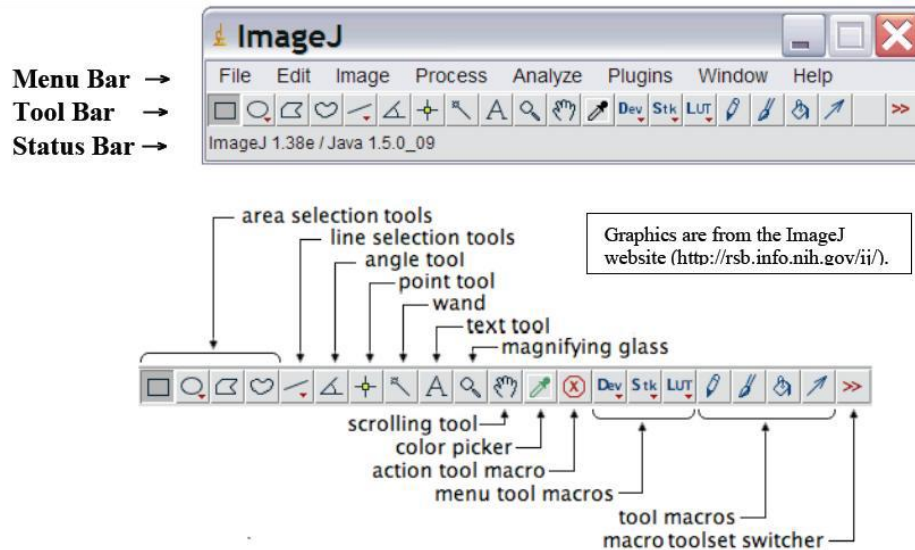 ImageJ
Menu Bar →
File Edit Image Process Analyze Plugins Window Help
Tool Bar →
A Dev Stk LUT >>
Status Bar →
ImageJ 1.38e / Java 1.5.0_09
area selection tools
line selection tools
angle tool
point tool
wand
text tool
magnifying glass
Graphics are from the ImageJ
website (http://rsb.info.nih.gov/ij/).
A X Dev Stk LUT >>
scrolling tool
color picker
action tool macro
menu tool macros
tool macros
macro toolset switcher